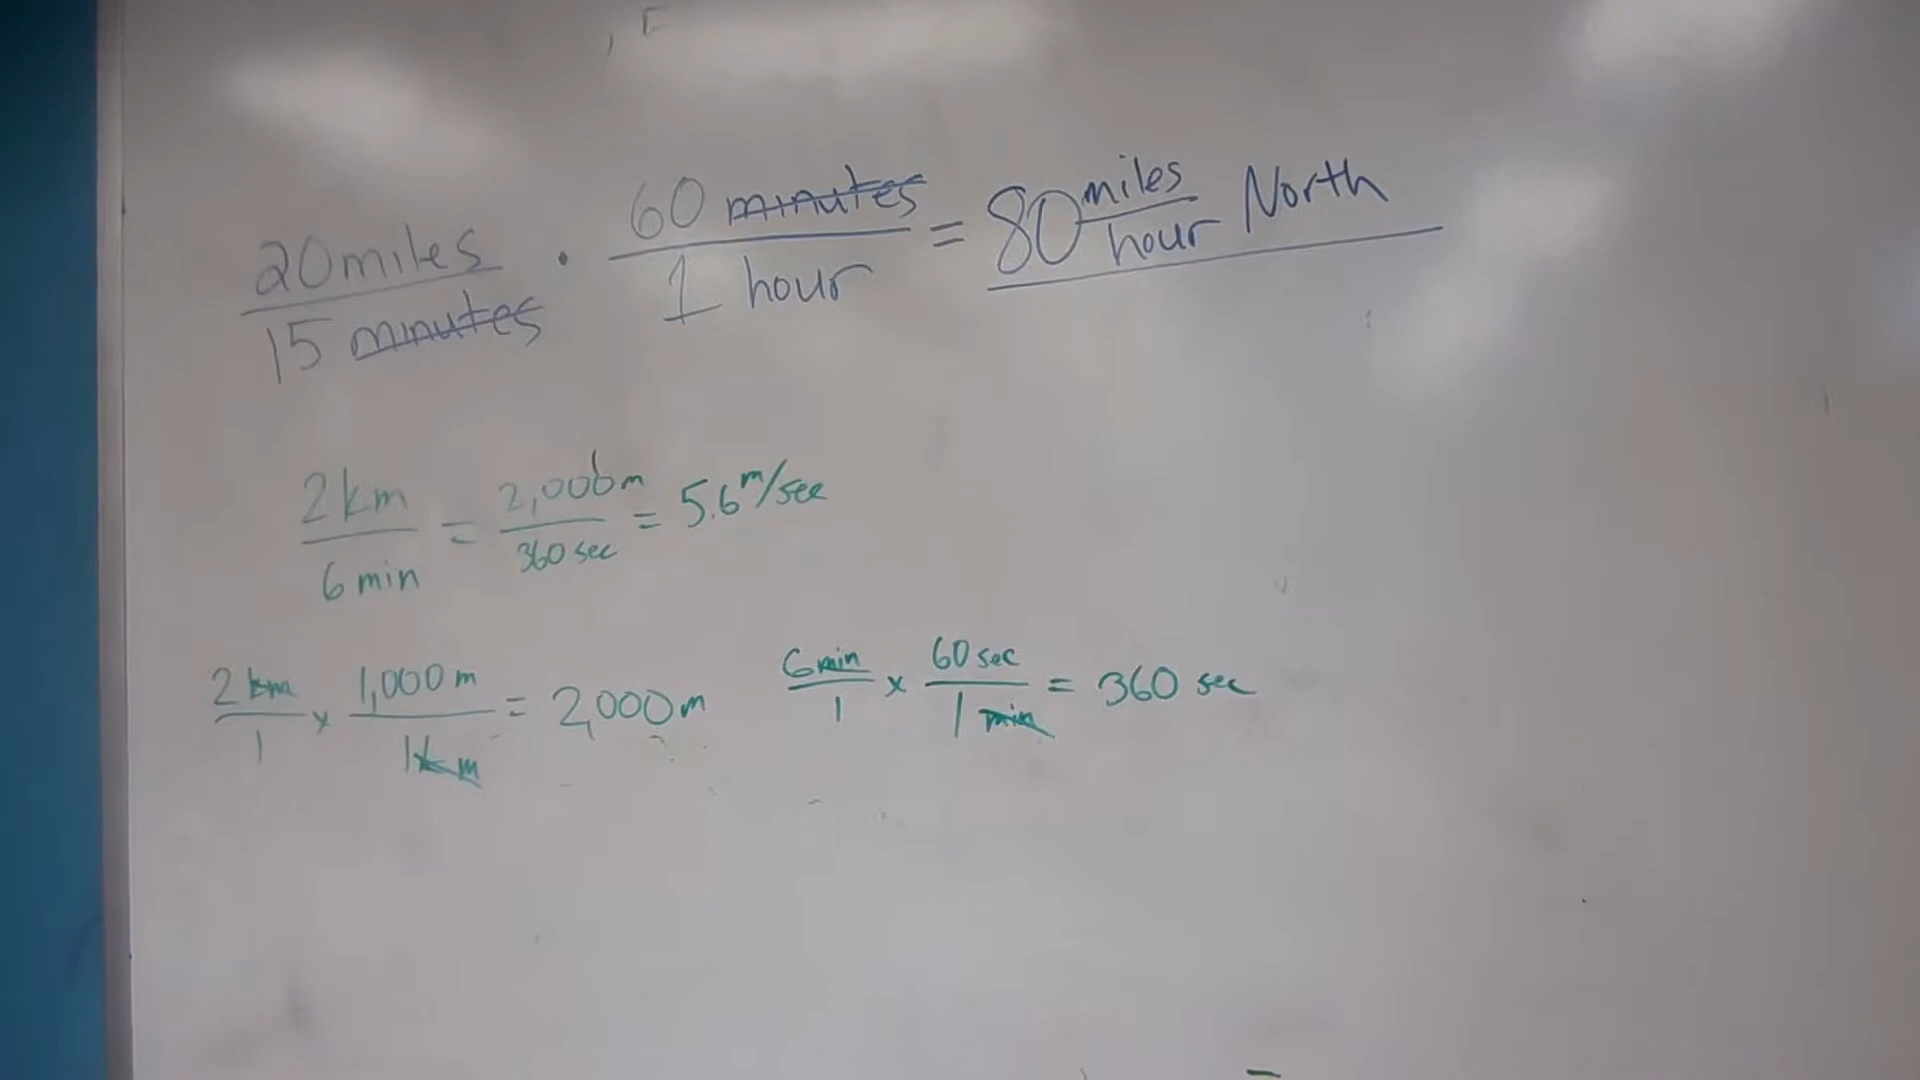 20 miles / 15 minutes · 60 minutes / 1 hour = 80 miles / hour North
2 km / 6 min = 2,000 m / 360 sec = 5.6 m/sec
2 km / 1 x 1,000 m / 1 km = 2,000 m
6 min / 1 x 60 sec / 1 min = 360 sec